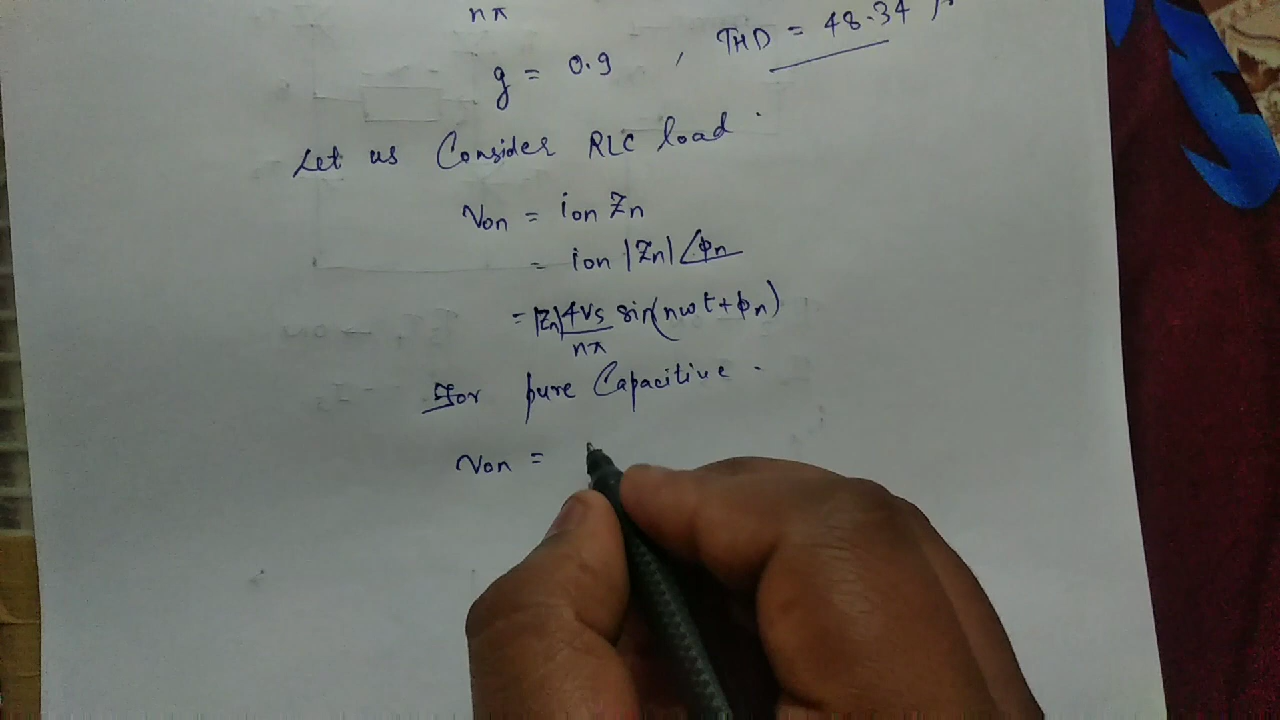 nπ
g = 0.9 , THD = 48.34
Let us Consider RLC load.
Von = ion Zn
= ion |Zn| ∠φn
= |Zn| 4Vs/nπ sin(nωt+φn)
For pure Capacitive.
Von =